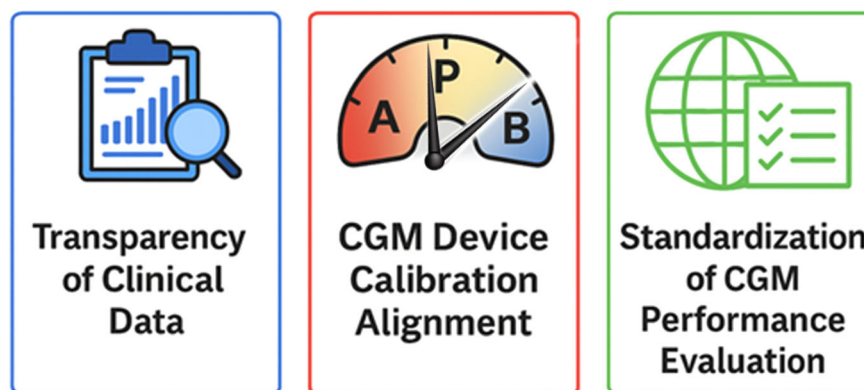 Transparency
of Clinical
Data
A
P
B
CGM Device
Calibration
Alignment
Standardization
of CGM
Performance
Evaluation